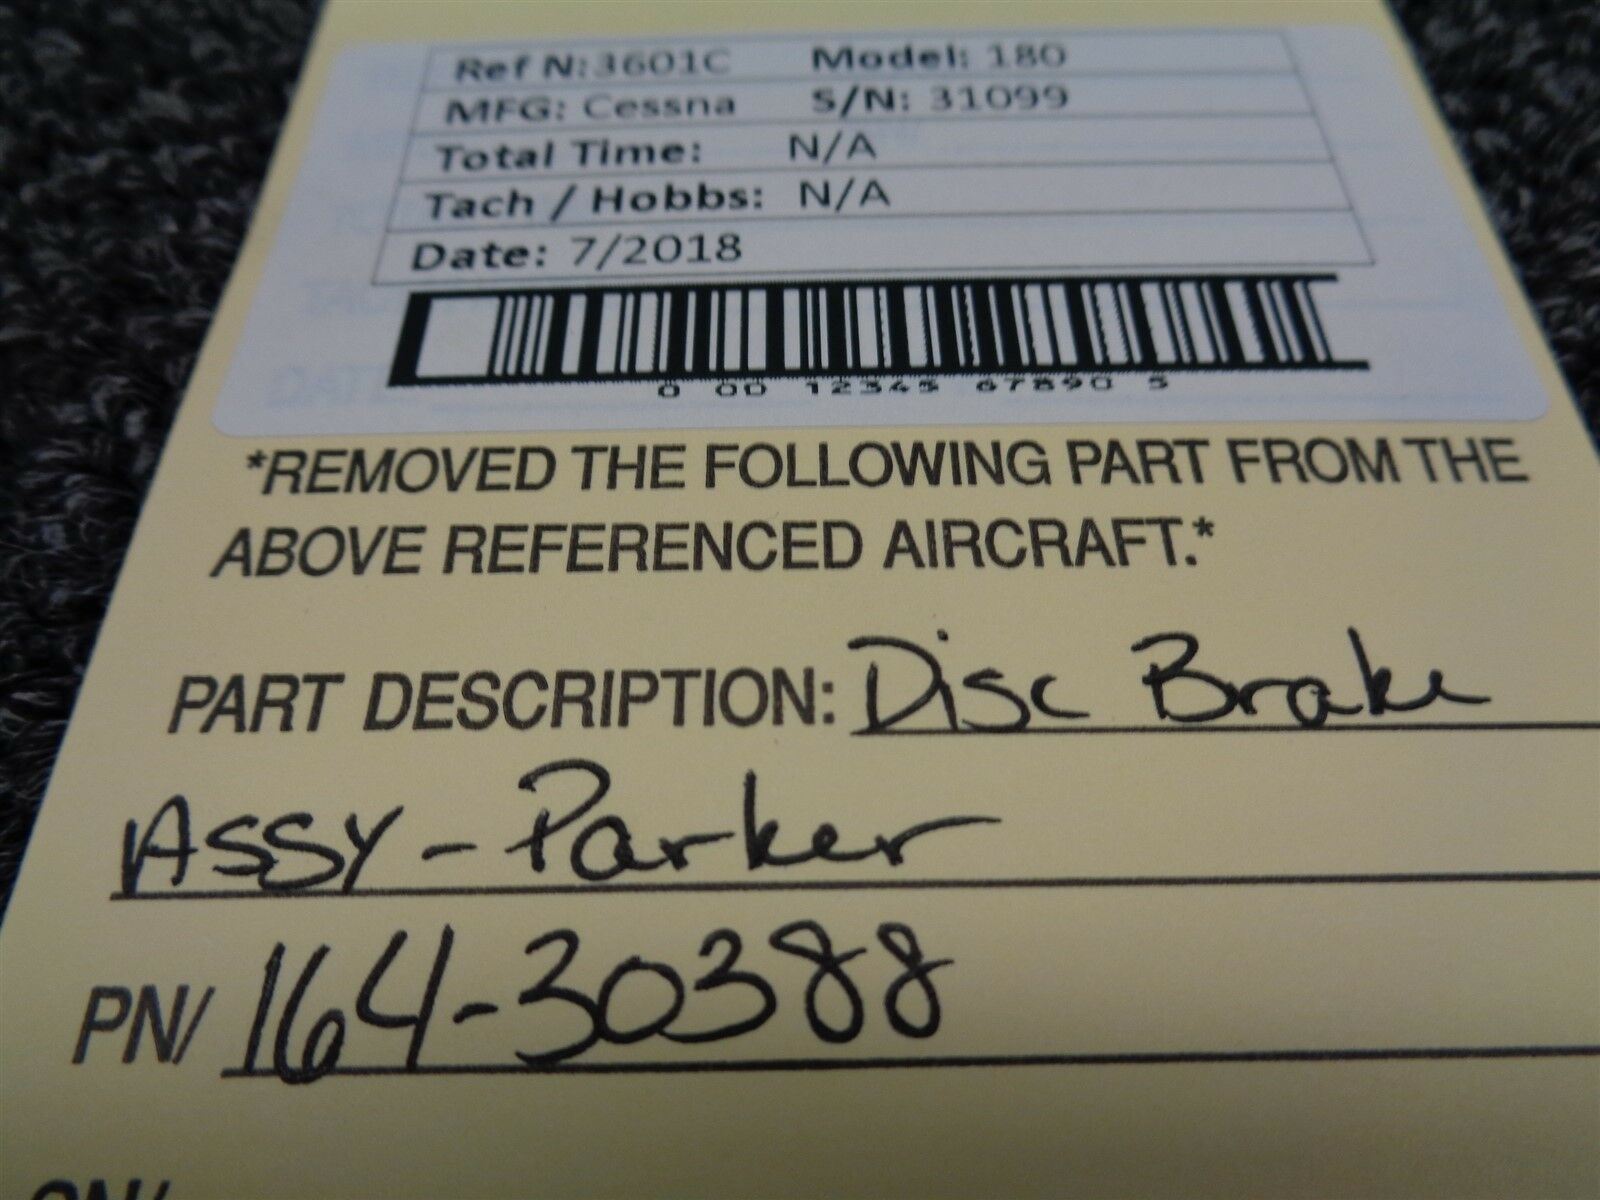 Ref N: 3601C Model: 180
MFG: Cessna S/N: 31099
Total Time: N/A
Tach / Hobbs: N/A
Date: 7/2018
0 00 12345 67890 5
*REMOVED THE FOLLOWING PART FROM THE
ABOVE REFERENCED AIRCRAFT.*
PART DESCRIPTION: Disc Brake
Assy - Parker
PN/ 164-30388